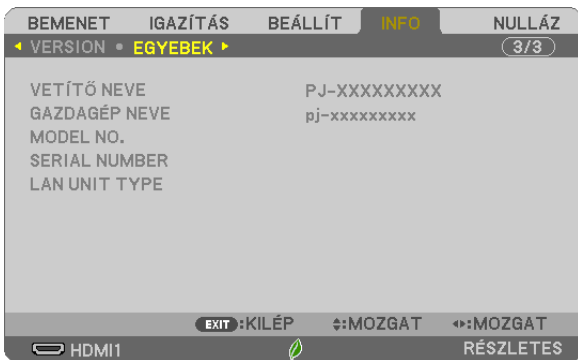 BEMENET IGAZÍTÁS BEÁLLÍT INFO NULLÁZ
VERSION • EGYEBEK 3/3
VETÍTŐ NEVE PJ-XXXXXXXXX
GAZDAGÉP NEVE pj-xxxxxxxxx
MODEL NO.
SERIAL NUMBER
LAN UNIT TYPE
EXIT :KILÉP :MOZGAT :MOZGAT
HDMI1 RÉSZLETES